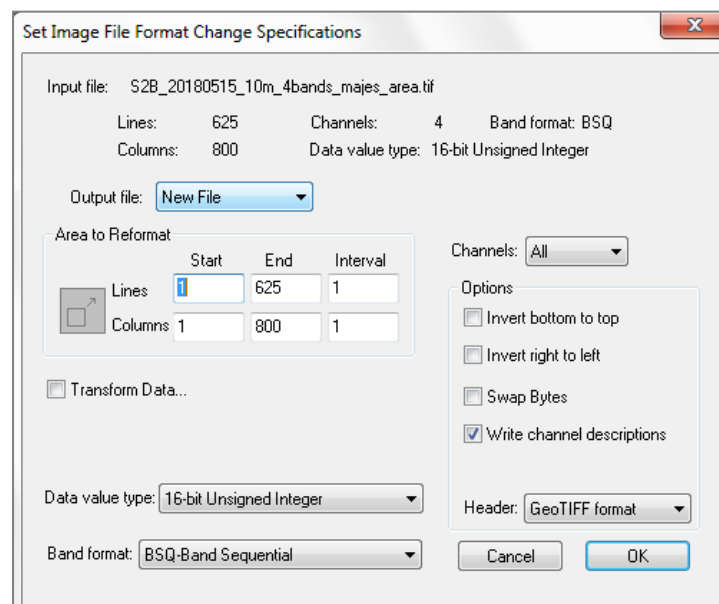 Set Image File Format Change Specifications
X
Input file: S2B_20180515_10m_4bands_majes_area.tif
Lines: 625 Channels: 4 Band format: BSQ
Columns: 800 Data value type: 16-bit Unsigned Integer
Output file: New File
Area to Reformat
Channels: All
Start End Interval
Lines 1 625 1
Columns 1 800 1
Options
Invert bottom to top
Invert right to left
Transform Data...
Swap Bytes
Write channel descriptions
Data value type: 16-bit Unsigned Integer
Header: GeoTIFF format
Band format: BSQ-Band Sequential
Cancel OK